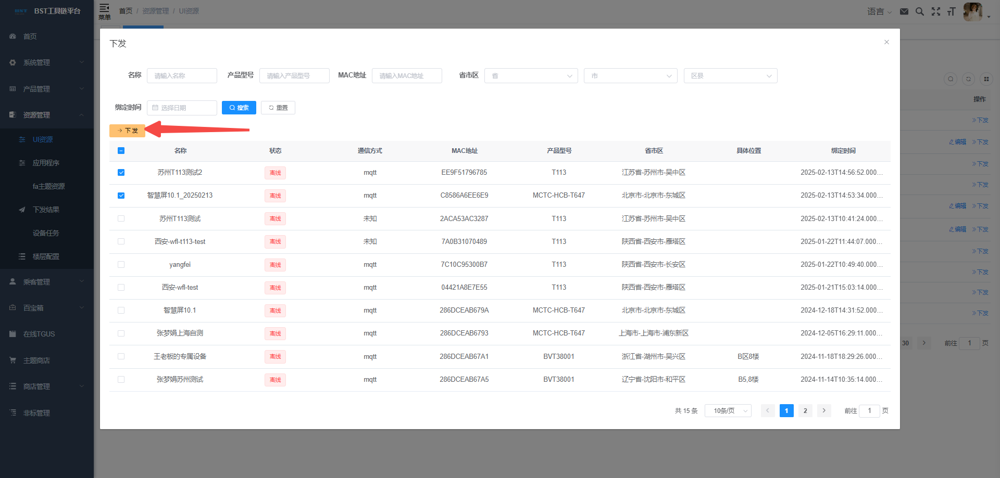 BST BST工具链平台
菜单
首页 / 资源管理 / UI资源
语言
首页
系统管理
产品管理
资源管理
UI资源
应用程序
fa主题资源
下发结果
设备任务
楼层配置
乘客管理
百宝箱
在线TGUS
主题商店
商店管理
非标管理
下发
名称 请输入名称 产品型号 请输入产品型号 MAC地址 请输入MAC地址 省市区 省 市 区县
绑定时间 选择日期 搜索 重置
下发
名称 状态 通信方式 MAC地址 产品型号 省市区 具体位置 绑定时间
苏州T113测试2 离线 mqtt EE9F51796785 T113 江苏省-苏州市-吴中区 2025-02-13T14:56:52.000...
智慧屏10.1_20250213 离线 mqtt C8586A6EE6E9 MCTC-HCB-T647 北京市-北京市-东城区 2025-02-13T14:53:34.000...
苏州T113测试 离线 未知 2ACA53AC3287 T113 江苏省-苏州市-吴中区 2025-02-13T10:41:24.000...
西安-wfl-t113-test 离线 未知 7A0B31070489 T113 陕西省-西安市-雁塔区 2025-01-22T11:44:07.000...
yangfei 离线 mqtt 7C10C95300B7 T113 陕西省-西安市-长安区 2025-01-22T10:49:40.000...
西安-wfl-test 离线 mqtt 04421A8E7E55 T113 陕西省-西安市-雁塔区 2025-01-21T15:03:14.000...
智慧屏10.1 离线 mqtt 286DCEAB679A MCTC-HCB-T647 北京市-北京市-东城区 2024-12-18T14:31:52.000...
张梦娟上海自测 离线 mqtt 286DCEAB6793 MCTC-HCB-T647 上海市-上海市-浦东新区 2024-12-05T16:29:11.000...
王老板的专属设备 离线 mqtt 286DCEAB67A1 BVT38001 浙江省-湖州市-吴兴区 B区8楼 2024-11-18T18:29:26.000...
张梦娟苏州测试 离线 mqtt 286DCEAB67A5 BVT38001 辽宁省-沈阳市-和平区 B5,8楼 2024-11-14T10:35:14.000...
共 15 条 10条/页 1 2 前往 1 页
操作
下发
编辑 下发
下发
下发
编辑 下发
编辑 下发
下发
下发
下发
下发
30 前往 1 页